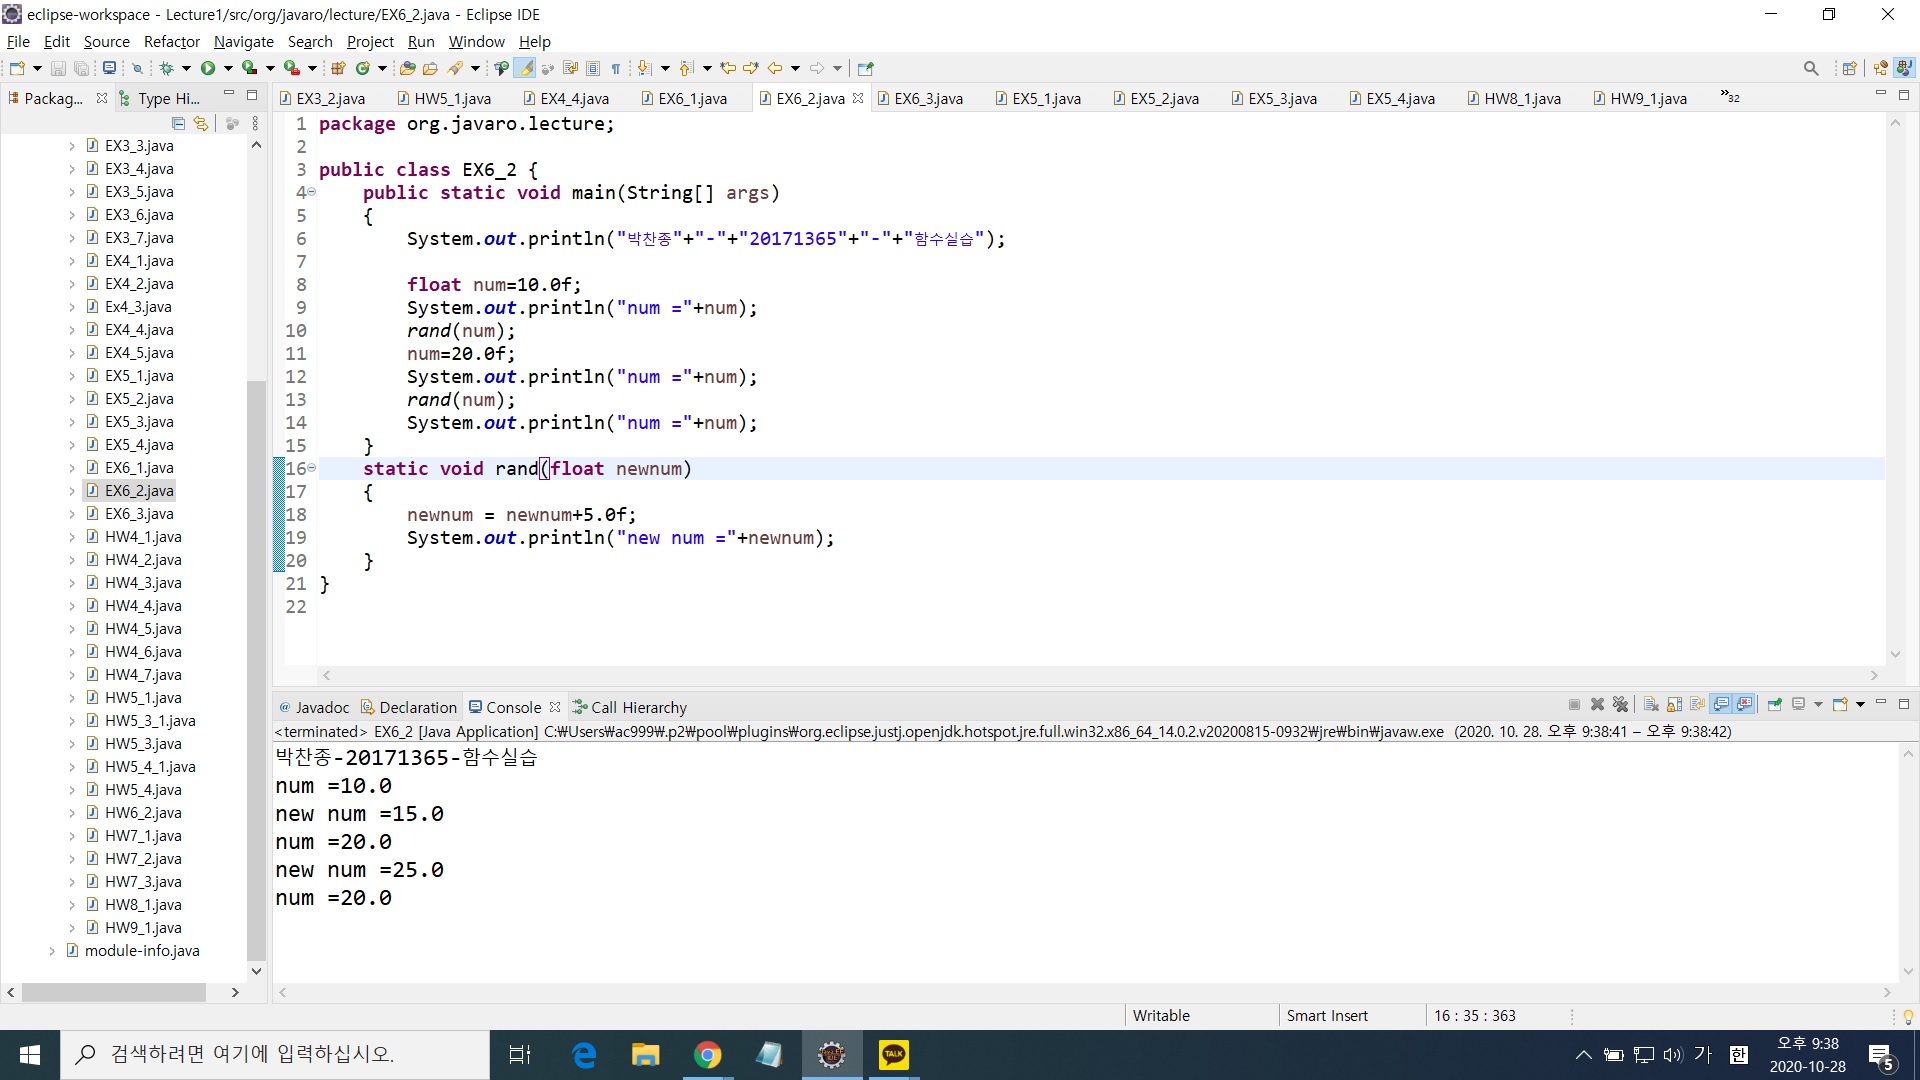 eclipse-workspace - Lecture1/src/org/javaro/lecture/EX6_2.java - Eclipse IDE
File Edit Source Refactor Navigate Search Project Run Window Help
Packag... Type Hi...
EX3_2.java HW5_1.java EX4_4.java EX6_1.java EX6_2.java EX6_3.java EX5_1.java EX5_2.java EX5_3.java EX5_4.java HW8_1.java HW9_1.java »32
EX3_3.java
EX3_4.java
EX3_5.java
EX3_6.java
EX3_7.java
EX4_1.java
EX4_2.java
Ex4_3.java
EX4_4.java
EX4_5.java
EX5_1.java
EX5_2.java
EX5_3.java
EX5_4.java
EX6_1.java
EX6_2.java
EX6_3.java
HW4_1.java
HW4_2.java
HW4_3.java
HW4_4.java
HW4_5.java
HW4_6.java
HW4_7.java
HW5_1.java
HW5_3_1.java
HW5_3.java
HW5_4_1.java
HW5_4.java
HW6_2.java
HW7_1.java
HW7_2.java
HW7_3.java
HW8_1.java
HW9_1.java
module-info.java
1 package org.javaro.lecture;
2
3 public class EX6_2 {
4 public static void main(String[] args)
5 {
6 System.out.println("박찬종"+"-"+"20171365"+"-"+"함수실습");
7
8 float num=10.0f;
9 System.out.println("num ="+num);
10 rand(num);
11 num=20.0f;
12 System.out.println("num ="+num);
13 rand(num);
14 System.out.println("num ="+num);
15 }
16 static void rand(float newnum)
17 {
18 newnum = newnum+5.0f;
19 System.out.println("new num ="+newnum);
20 }
21 }
22
@ Javadoc Declaration Console Call Hierarchy
<terminated> EX6_2 [Java Application] C:₩Users₩ac999₩.p2₩pool₩plugins₩org.eclipse.justj.openjdk.hotspot.jre.full.win32.x86_64_14.0.2.v20200815-0932₩jre₩bin₩javaw.exe (2020. 10. 28. 오후 9:38:41 – 오후 9:38:42)
박찬종-20171365-함수실습
num =10.0
new num =15.0
num =20.0
new num =25.0
num =20.0
Writable Smart Insert 16 : 35 : 363
검색하려면 여기에 입력하십시오.
TALK
가 한
오후 9:38
2020-10-28
5